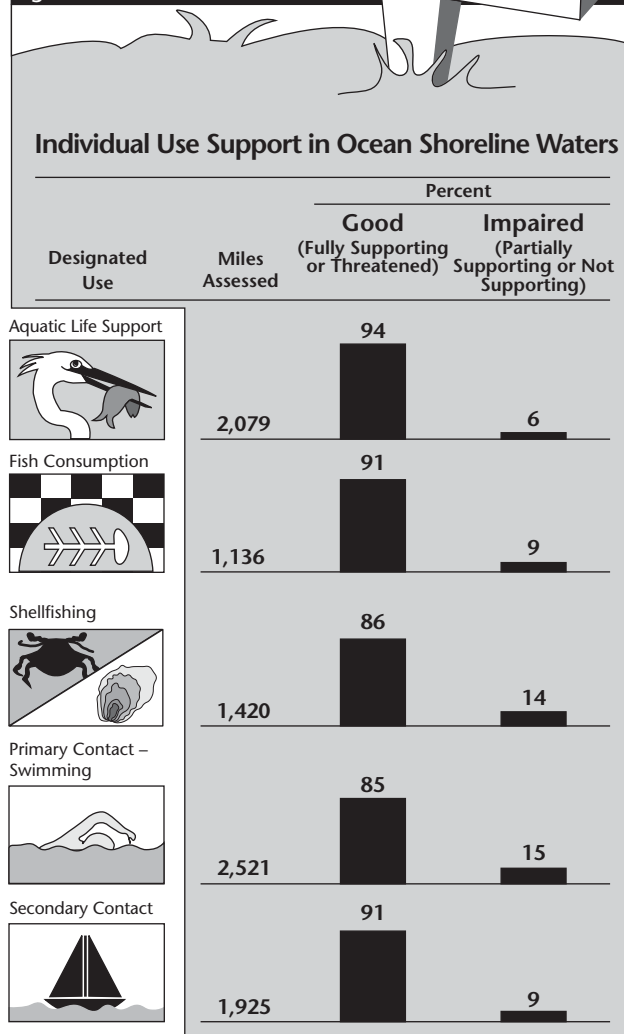 Individual Use Support in Ocean Shoreline Waters
Percent
Good
Impaired
(Fully Supporting
or Threatened)
(Partially
Supporting or Not
Supporting)
Designated
Use
Miles
Assessed
Aquatic Life Support
94
2,079
6
Fish Consumption
91
1,136
9
Shellfishing
86
1,420
14
Primary Contact –
Swimming
85
2,521
15
Secondary Contact
91
1,925
9